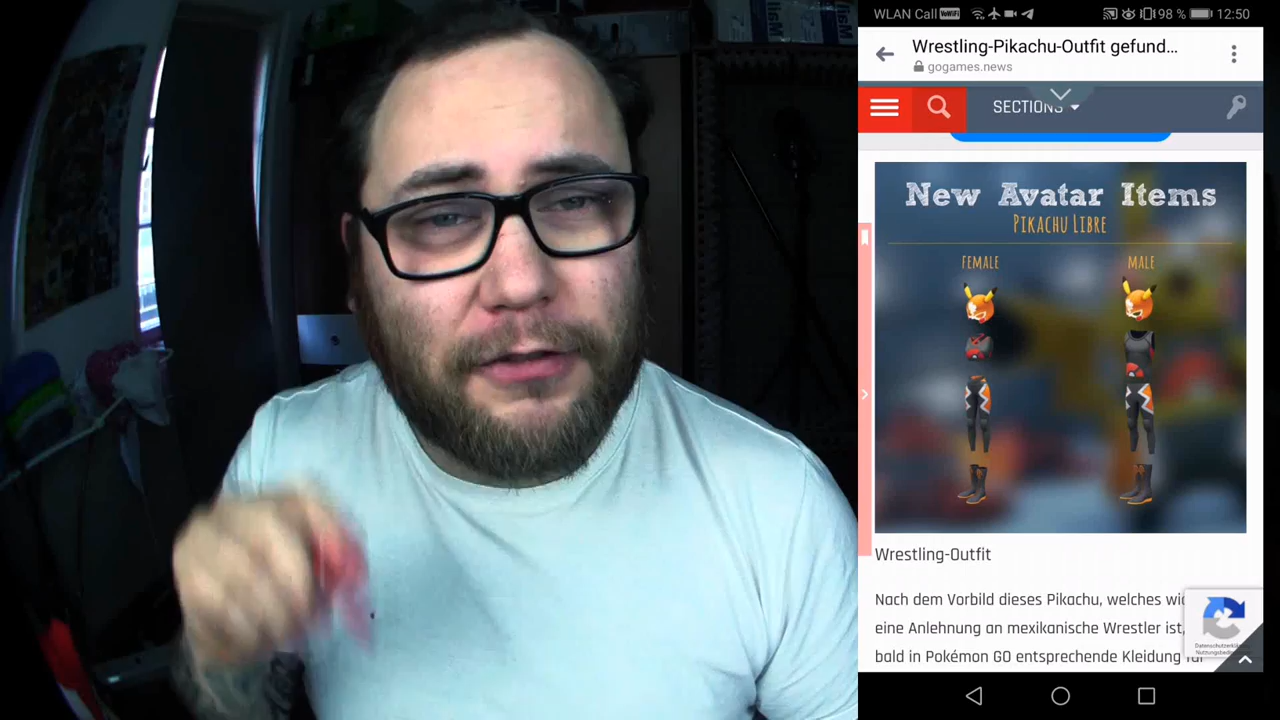 WLAN Call VoWiFi 98 % 12:50
Wrestling-Pikachu-Outfit gefund...
gogames.news
SECTIONS
New Avatar Items
Pikachu Libre
FEMALE MALE
Wrestling-Outfit
Nach dem Vorbild dieses Pikachu, welches
eine Anlehnung an mexikanische Wrestler ist,
bald in Pokémon GO entsprechende Kleidung